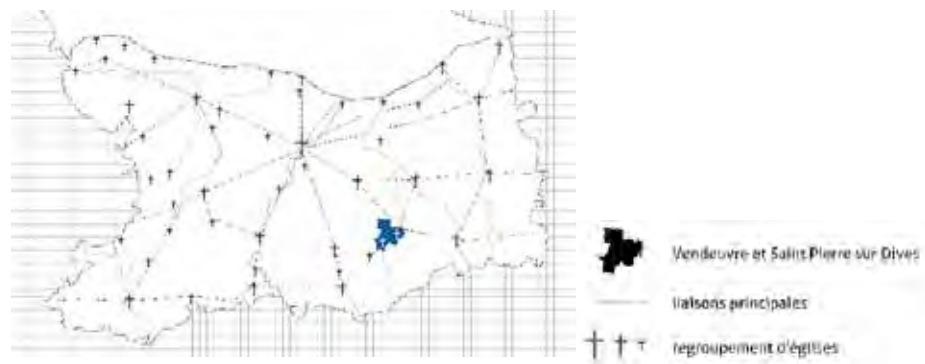 Vendeuvre et Saint Pierre sur Dives
liaisons principales
regroupement d'églises